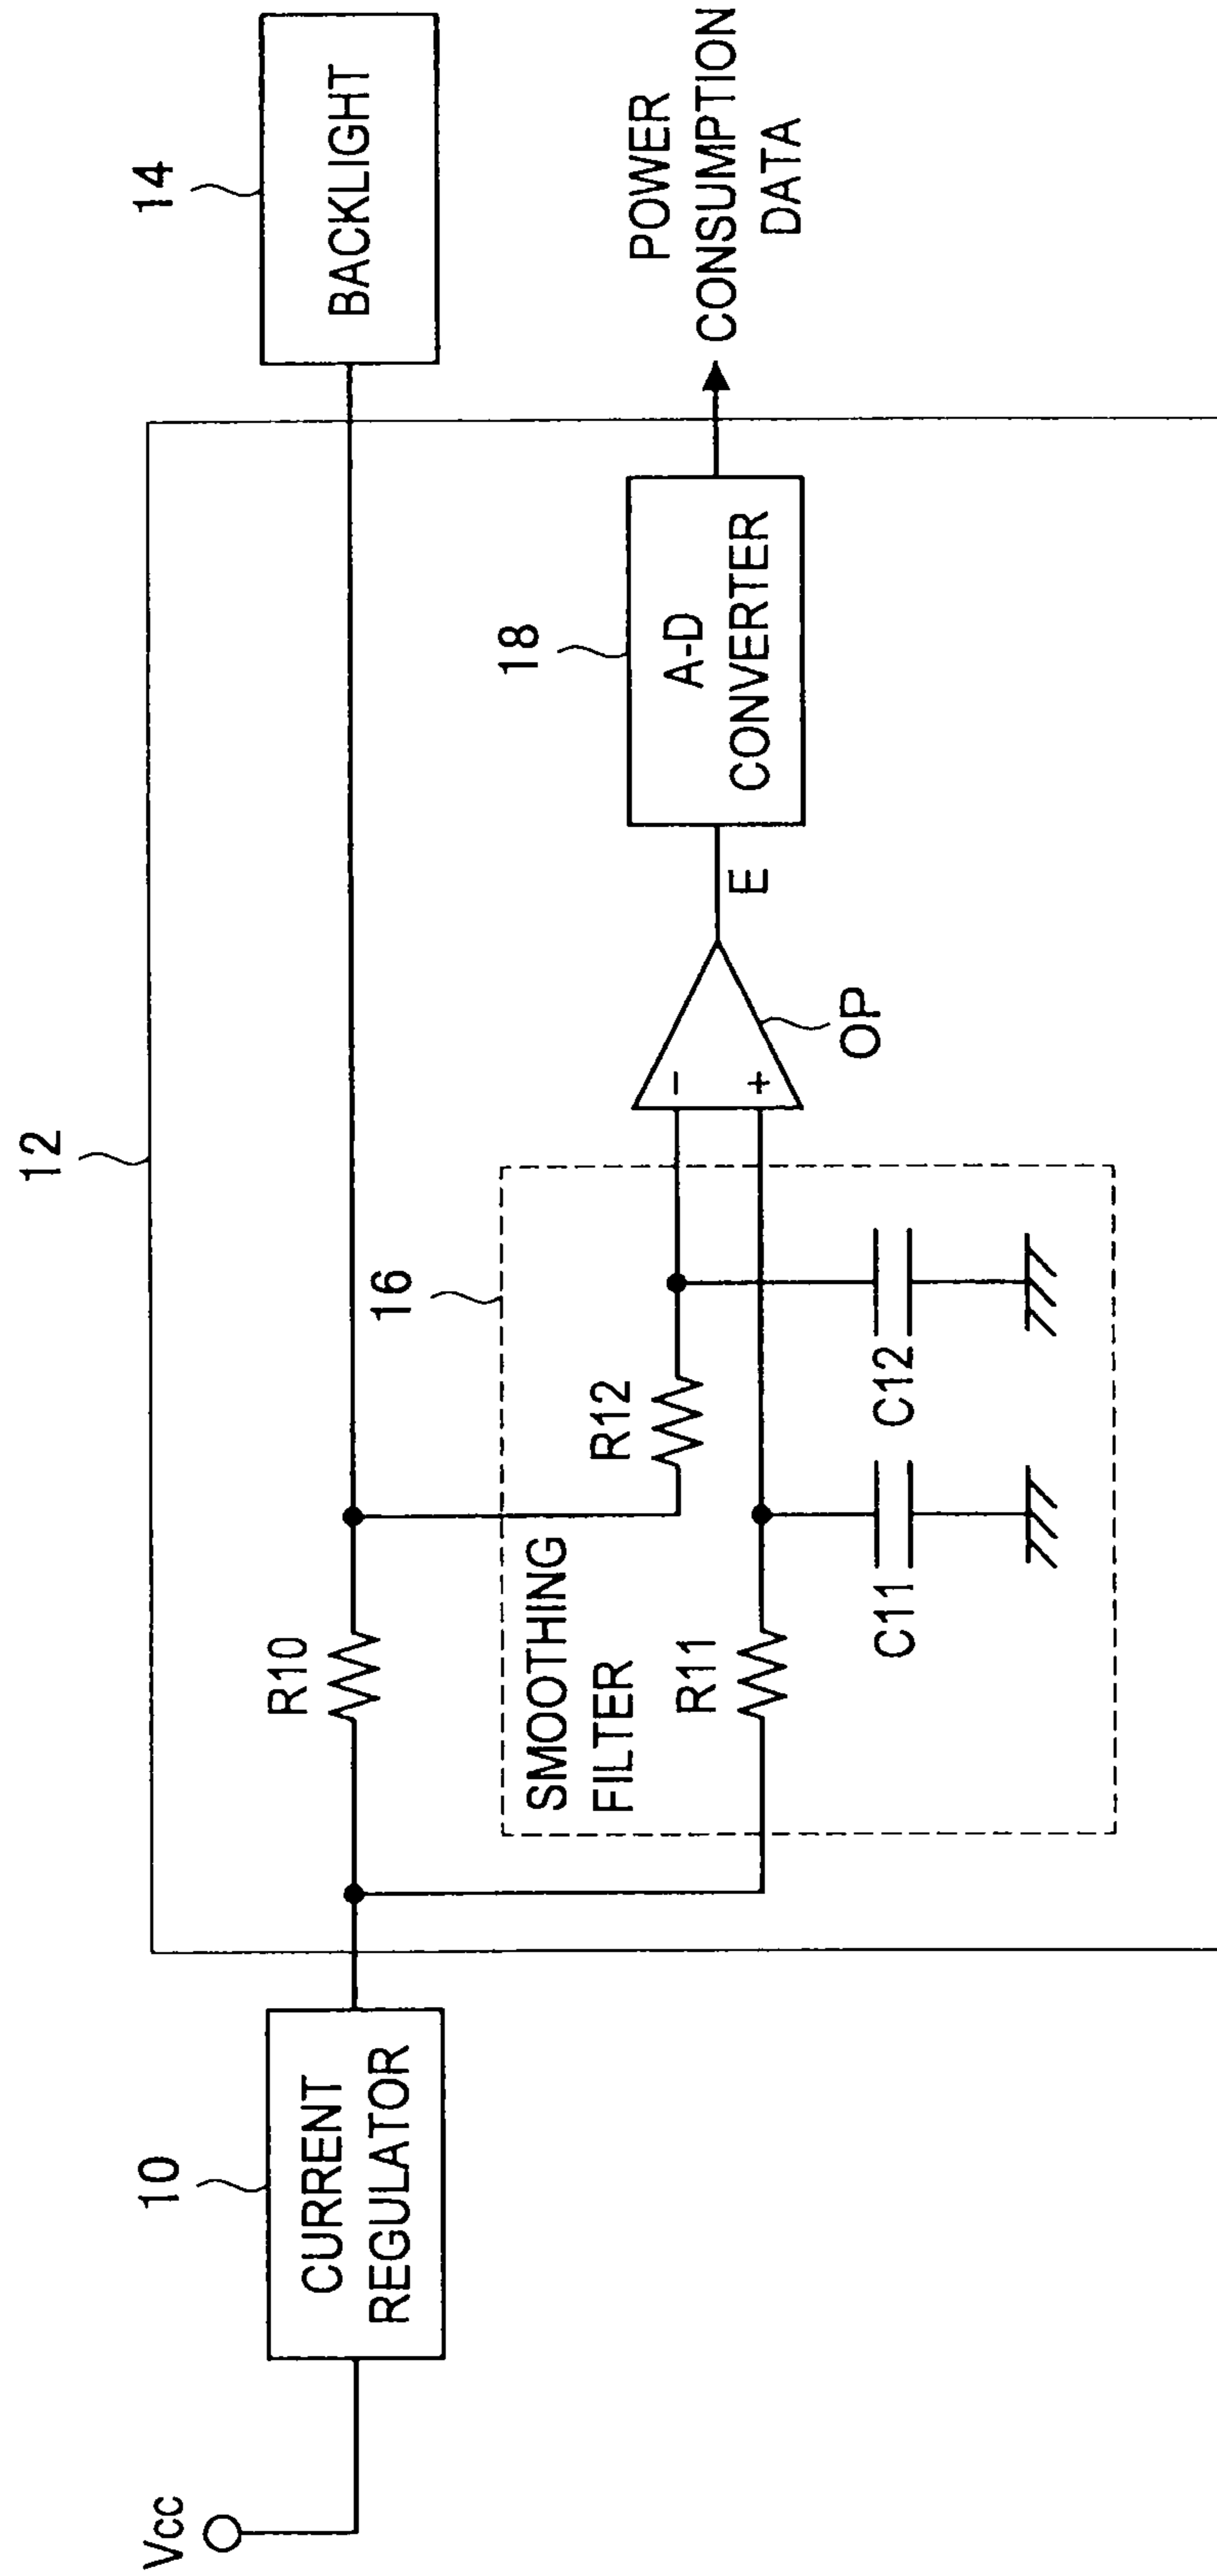 12
14
BACKLIGHT
10
CURRENT
REGULATOR
Vcc
R10
16
SMOOTHING
FILTER
R12
R11
C11
C12
−
+
OP
E
18
A-D
CONVERTER
POWER
CONSUMPTION
DATA